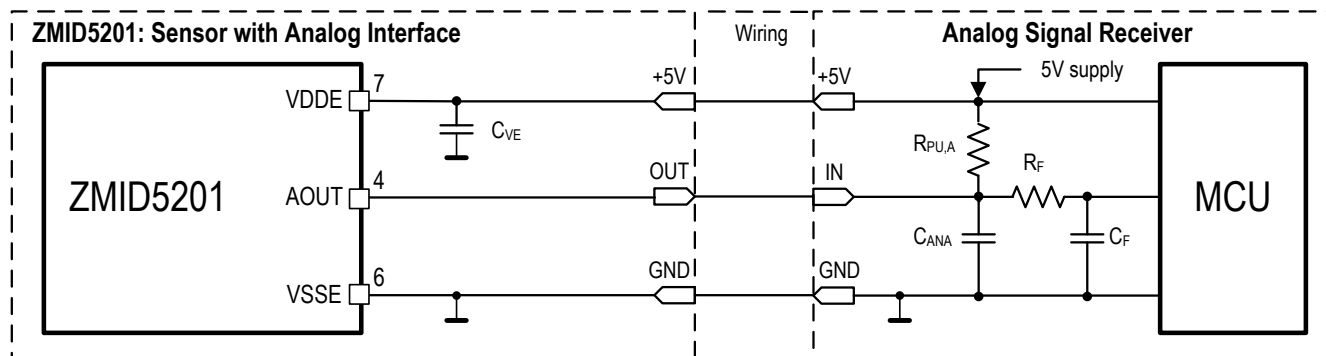 ZMID5201: Sensor with Analog Interface
Wiring
Analog Signal Receiver
VDDE
7
+5V
+5V
5V supply
CVE
RPU,A
RF
ZMID5201
AOUT
4
OUT
IN
MCU
CANA
CF
VSSE
6
GND
GND